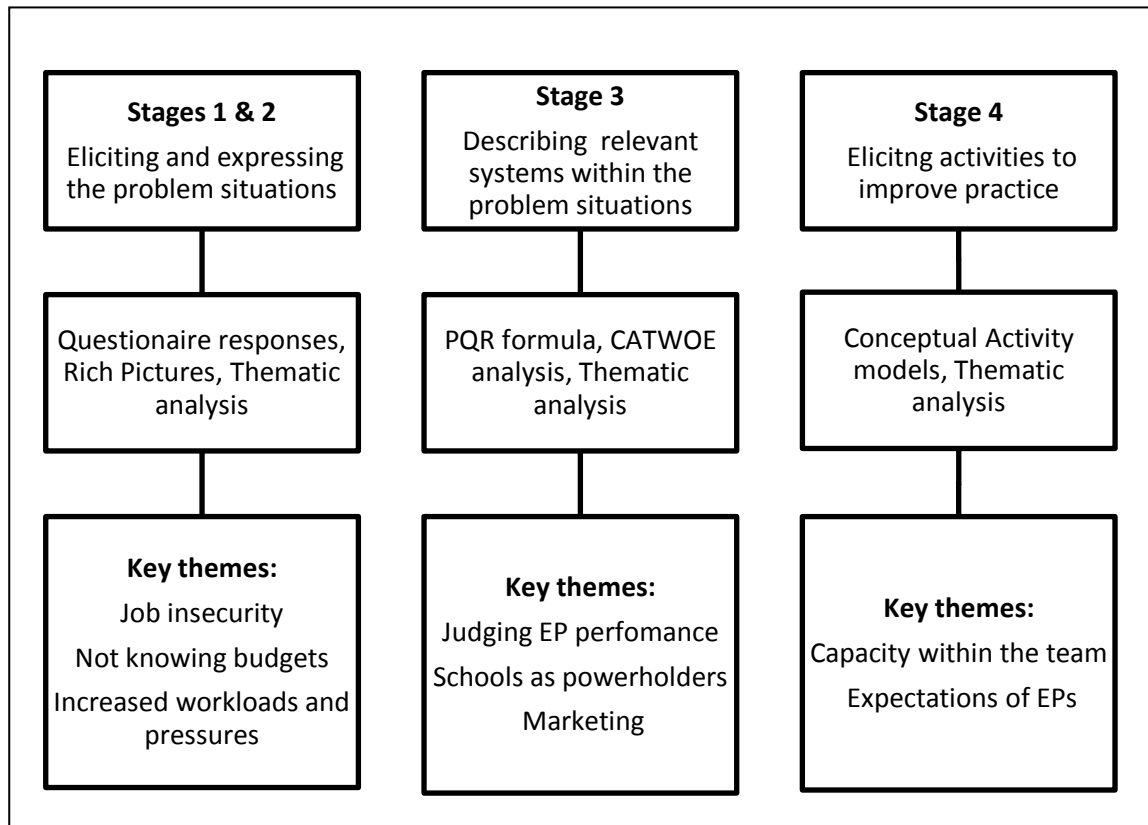 Stages 1 & 2
Eliciting and expressing
the problem situations
Questionaire responses,
Rich Pictures, Thematic
analysis
Key themes:
Job insecurity
Not knowing budgets
Increased workloads and
pressures
Stage 3
Describing relevant
systems within the
problem situations
PQR formula, CATWOE
analysis, Thematic
analysis
Key themes:
Judging EP perfomance
Schools as powerholders
Marketing
Stage 4
Elicitng activities to
improve practice
Conceptual Activity
models, Thematic
analysis
Key themes:
Capacity within the team
Expectations of EPs